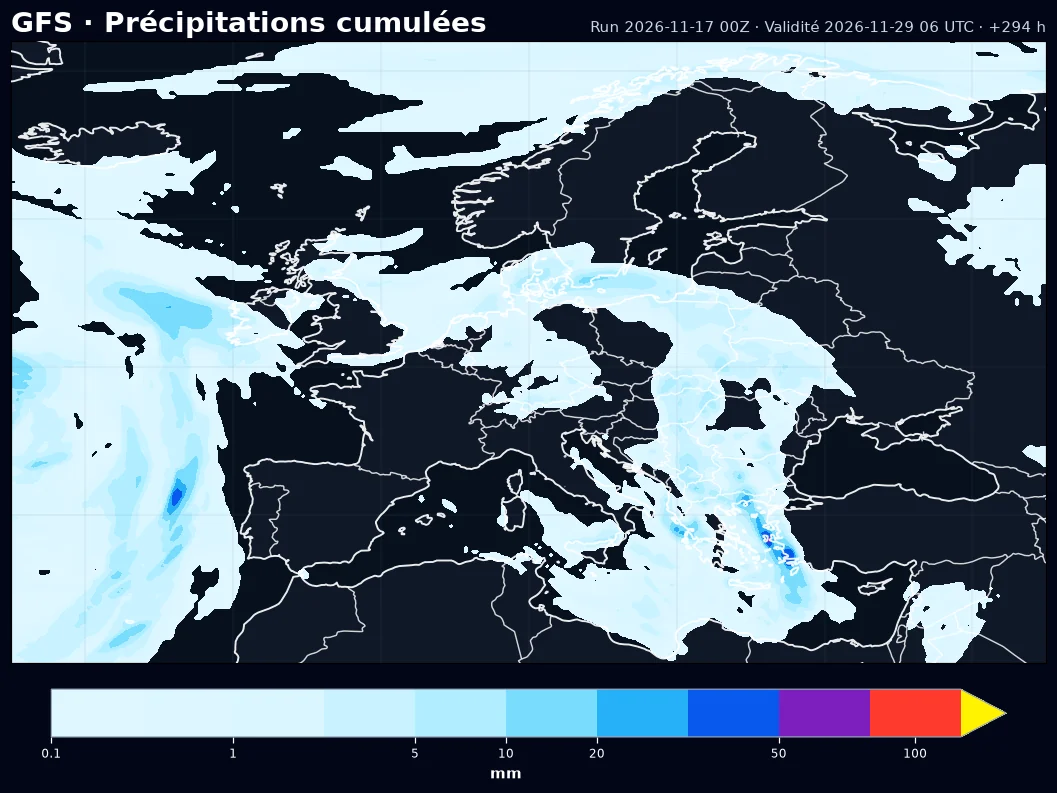 GFS · Précipitations cumulées
Run 2026-11-17 00Z · Validité 2026-11-29 06 UTC · +294 h
0.1 1 5 10 20 50 100
mm